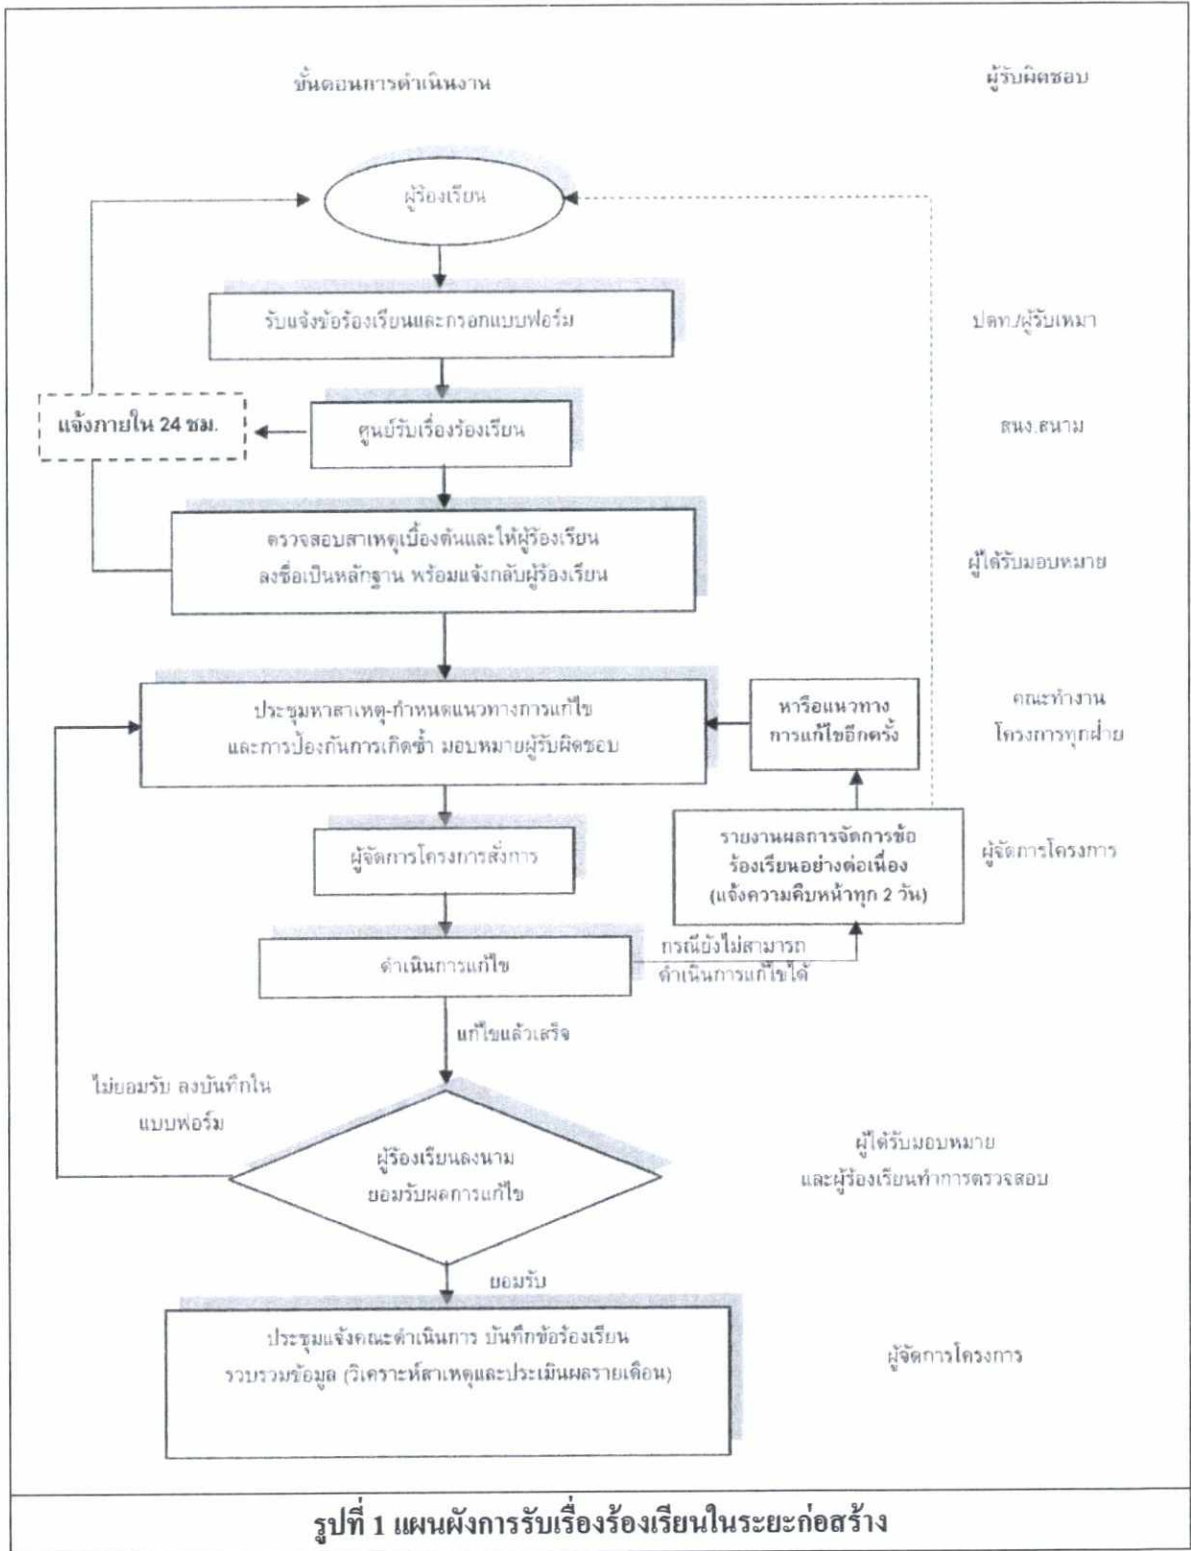 ขั้นตอนการดำเนินงาน
ผู้รับผิดชอบ
ผู้ร้องเรียน
รับแจ้งข้อร้องเรียนและกรอกแบบฟอร์ม
ปตท./ผู้รับเหมา
แจ้งภายใน 24 ชม.
ศูนย์รับเรื่องร้องเรียน
สนง.สนาม
ตรวจสอบสาเหตุเบื้องต้นและให้ผู้ร้องเรียน
ลงชื่อเป็นหลักฐาน พร้อมแจ้งกลับผู้ร้องเรียน
ผู้ได้รับมอบหมาย
ประชุมหาสาเหตุ-กำหนดแนวทางการแก้ไข
และการป้องกันการเกิดซ้ำ มอบหมายผู้รับผิดชอบ
หารือแนวทาง
การแก้ไขอีกครั้ง
คณะทำงาน
โครงการทุกฝ่าย
ผู้จัดการโครงการสั่งการ
รายงานผลการจัดการข้อ
ร้องเรียนอย่างต่อเนื่อง
(แจ้งความคืบหน้าทุก 2 วัน)
ผู้จัดการโครงการ
ดำเนินการแก้ไข
กรณียังไม่สามารถ
ดำเนินการแก้ไขได้
แก้ไขแล้วเสร็จ
ไม่ยอมรับ ลงบันทึกใน
แบบฟอร์ม
ผู้ร้องเรียนลงนาม
ยอมรับผลการแก้ไข
ผู้ได้รับมอบหมาย
และผู้ร้องเรียนทำการตรวจสอบ
ยอมรับ
ประชุมแจ้งคณะดำเนินการ บันทึกข้อร้องเรียน
รวบรวมข้อมูล (วิเคราะห์สาเหตุและประเมินผลรายเดือน)
ผู้จัดการโครงการ
รูปที่ 1 แผนผังการรับเรื่องร้องเรียนในระยะก่อสร้าง